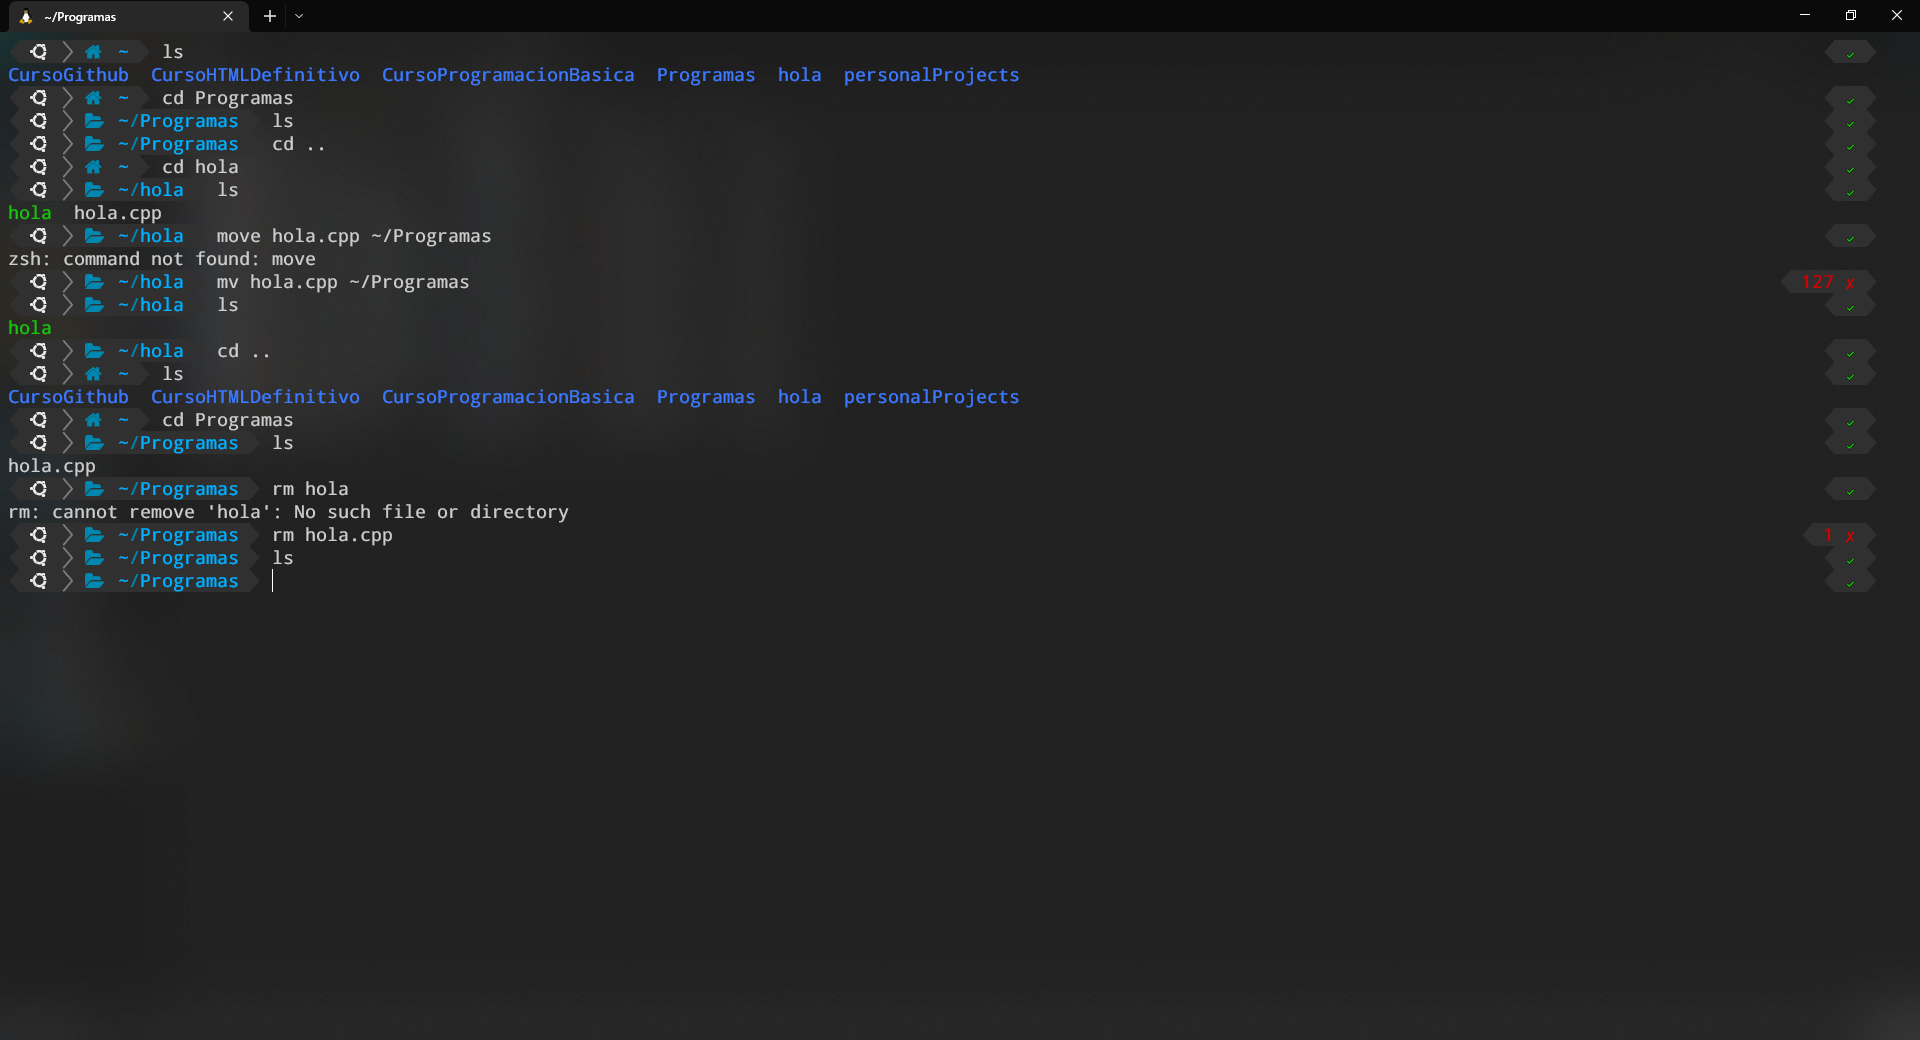 ~/Programas
~ ls
CursoGithub CursoHTMLDefinitivo CursoProgramacionBasica Programas hola personalProjects
~ cd Programas
~/Programas ls
~/Programas cd ..
~ cd hola
~/hola ls
hola hola.cpp
~/hola move hola.cpp ~/Programas
zsh: command not found: move
~/hola mv hola.cpp ~/Programas 127 x
~/hola ls
hola
~/hola cd ..
~ ls
CursoGithub CursoHTMLDefinitivo CursoProgramacionBasica Programas hola personalProjects
~ cd Programas
~/Programas ls
hola.cpp
~/Programas rm hola
rm: cannot remove 'hola': No such file or directory
~/Programas rm hola.cpp 1 x
~/Programas ls
~/Programas